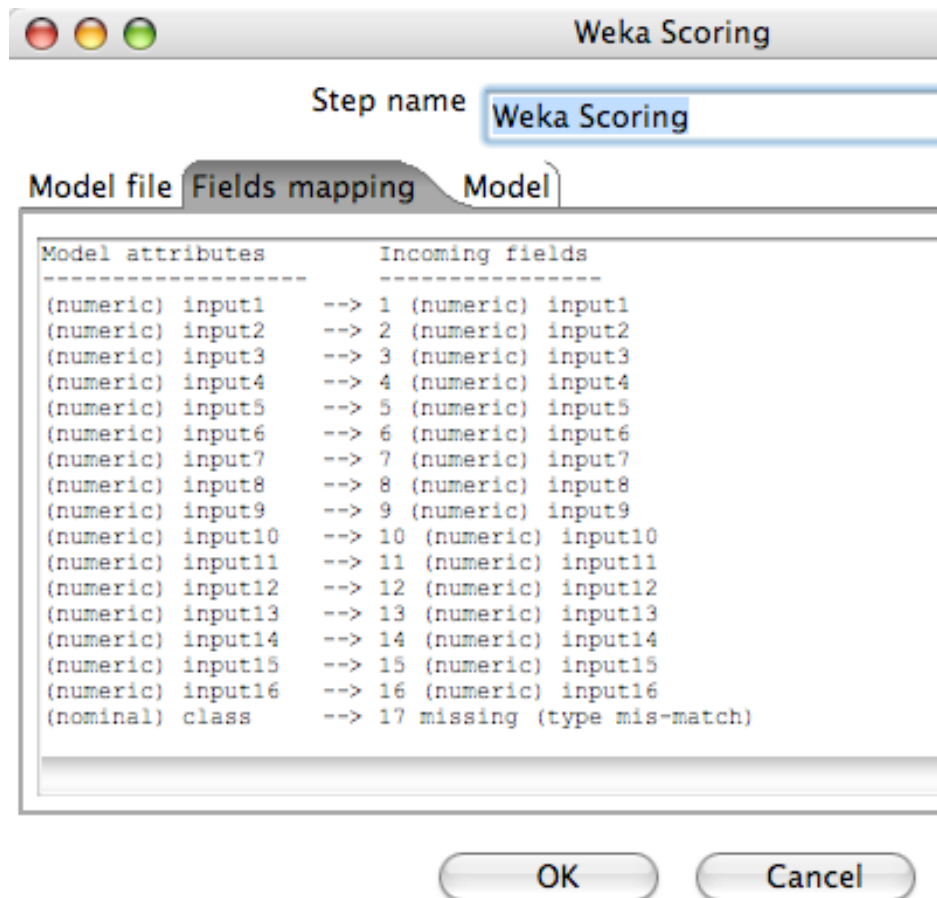 Weka Scoring
Step name Weka Scoring
Model file Fields mapping Model
Model attributes Incoming fields
------------------- ----------------
(numeric) input1 --> 1 (numeric) input1
(numeric) input2 --> 2 (numeric) input2
(numeric) input3 --> 3 (numeric) input3
(numeric) input4 --> 4 (numeric) input4
(numeric) input5 --> 5 (numeric) input5
(numeric) input6 --> 6 (numeric) input6
(numeric) input7 --> 7 (numeric) input7
(numeric) input8 --> 8 (numeric) input8
(numeric) input9 --> 9 (numeric) input9
(numeric) input10 --> 10 (numeric) input10
(numeric) input11 --> 11 (numeric) input11
(numeric) input12 --> 12 (numeric) input12
(numeric) input13 --> 13 (numeric) input13
(numeric) input14 --> 14 (numeric) input14
(numeric) input15 --> 15 (numeric) input15
(numeric) input16 --> 16 (numeric) input16
(nominal) class --> 17 missing (type mis-match)
OK Cancel